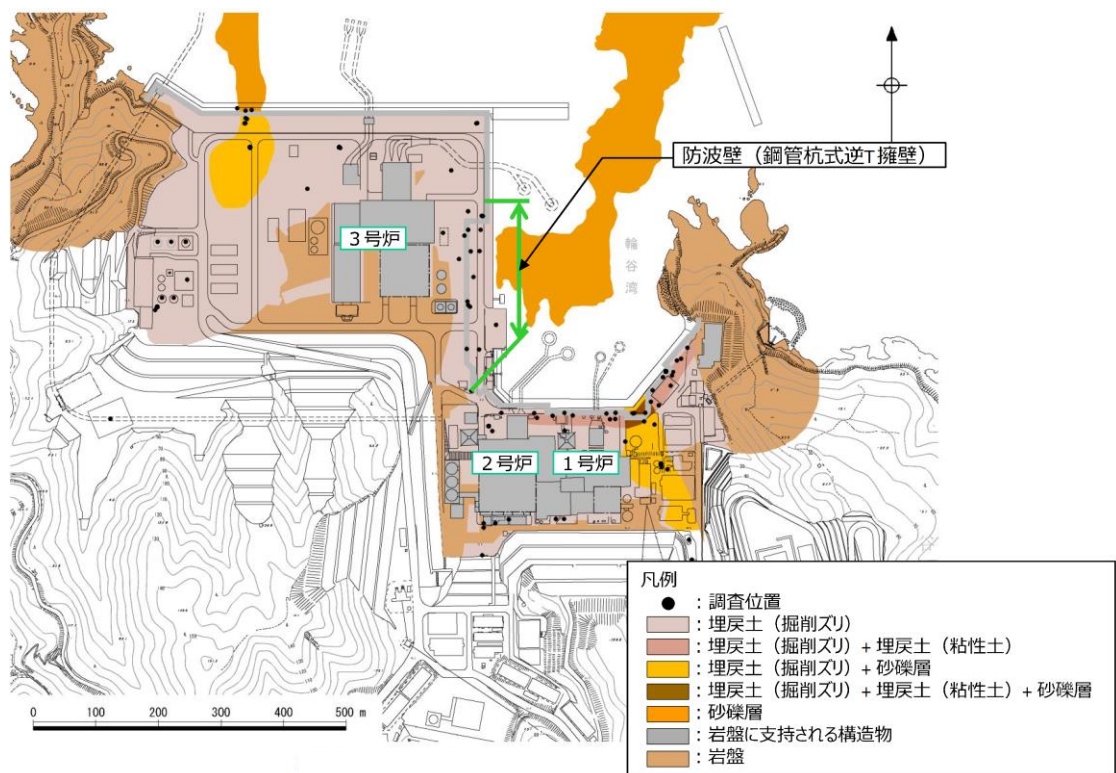 防波壁（鋼管杭式逆T擁壁）
輪谷湾
3号炉
2号炉
1号炉
凡例
●：調査位置
：埋戻土（掘削ズリ）
：埋戻土（掘削ズリ）+埋戻土（粘性土）
：埋戻土（掘削ズリ）+砂礫層
：埋戻土（掘削ズリ）+埋戻土（粘性土）+砂礫層
：砂礫層
：岩盤に支持される構造物
：岩盤
0 100 200 300 400 500 m